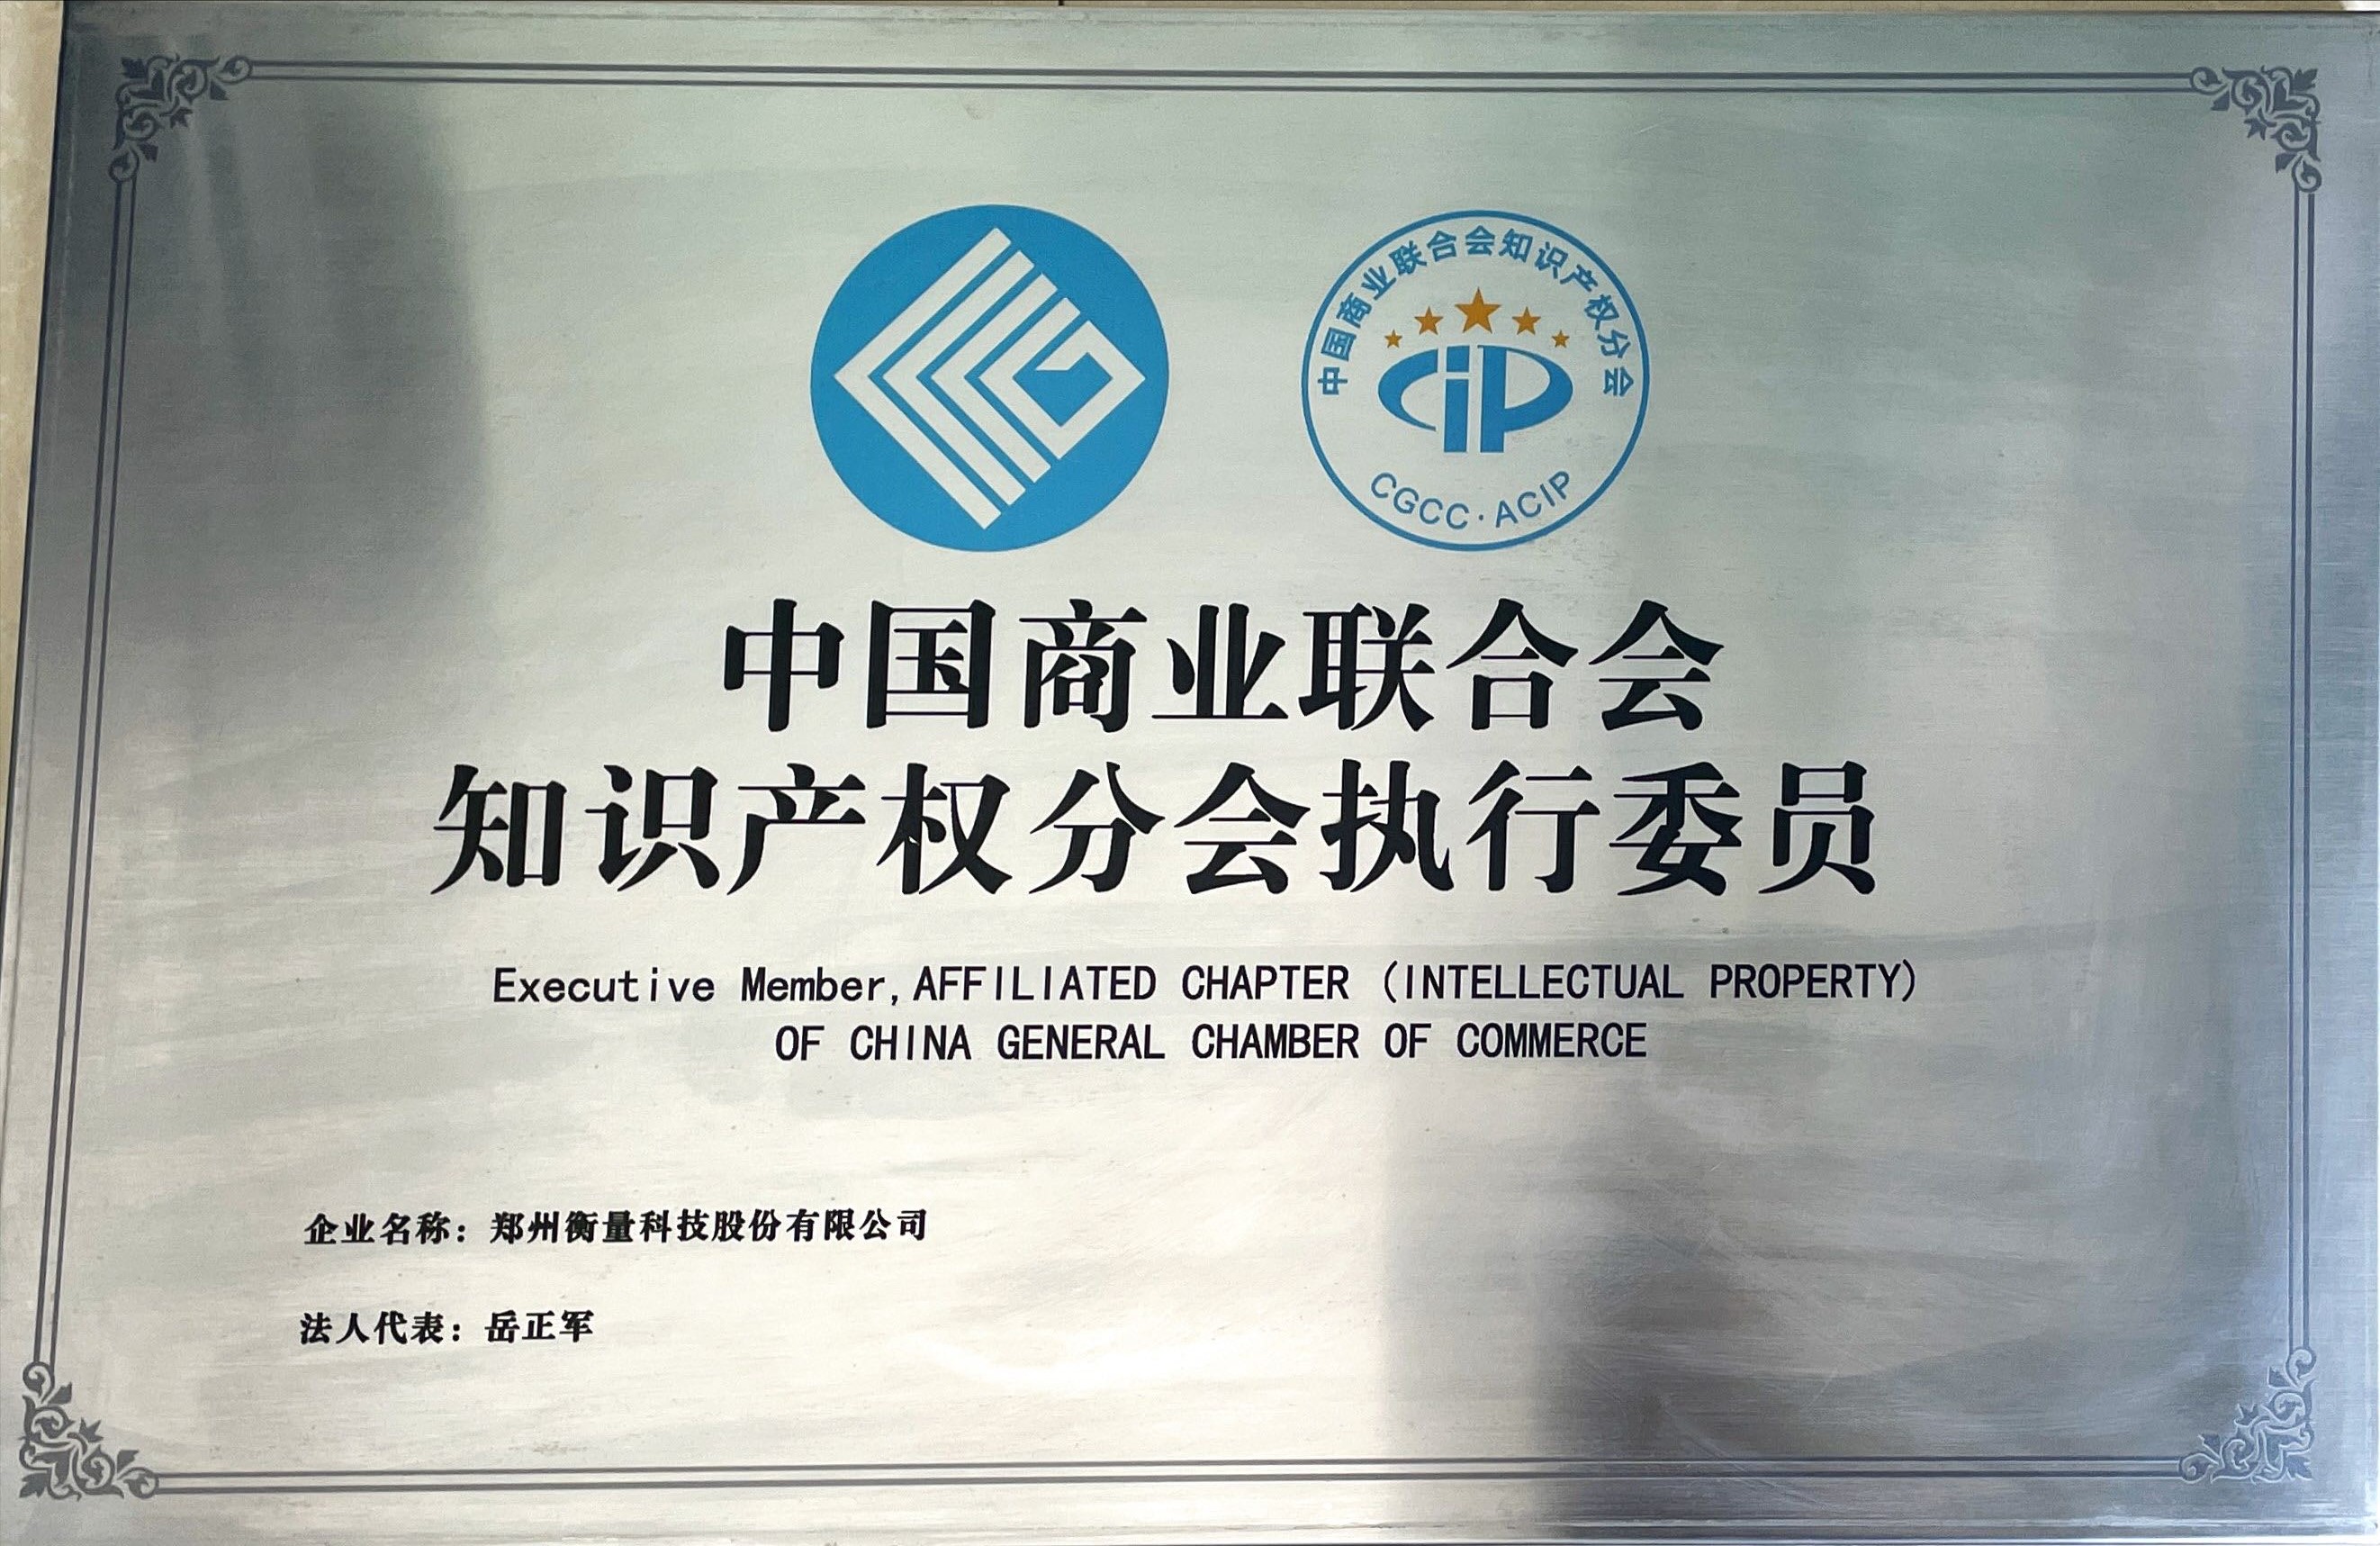 中国商业联合会知识产权分会
CiP
CGCC·ACIP
中国商业联合会
知识产权分会执行委员
Executive Member, AFFILIATED CHAPTER (INTELLECTUAL PROPERTY)
OF CHINA GENERAL CHAMBER OF COMMERCE
企业名称：郑州衡量科技股份有限公司
法人代表：岳正军